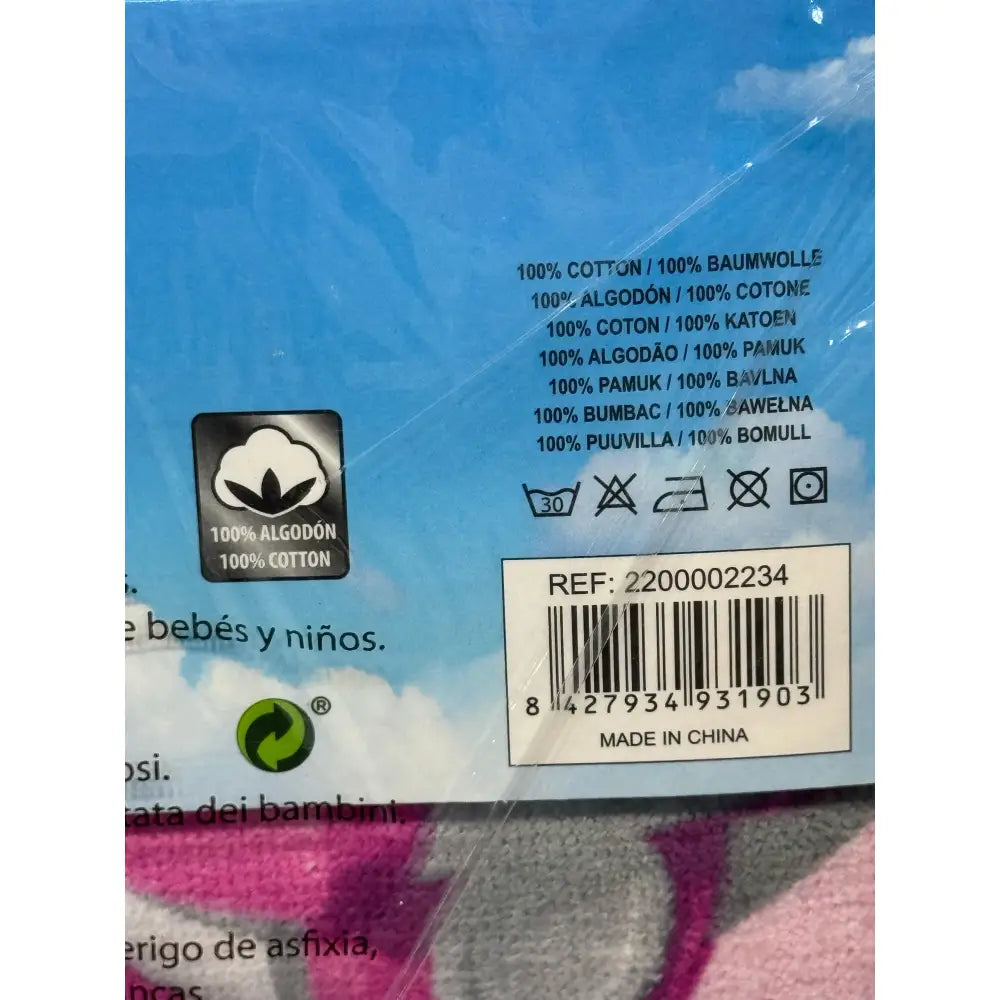 100% COTTON / 100% BAUMWOLLE
100% ALGODÓN / 100% COTONE
100% COTON / 100% KATOEN
100% ALGODÃO / 100% PAMUK
100% PAMUK / 100% BAVLNA
100% BUMBAC / 100% BAWEŁNA
100% PUUVILLA / 100% BOMULL
30
100% ALGODÓN
100% COTTON
REF: 2200002234
8 427934 931903
MADE IN CHINA
e bebés y niños.
®
osi.
tata dei bambini.
erigo de asfixia,
ncas